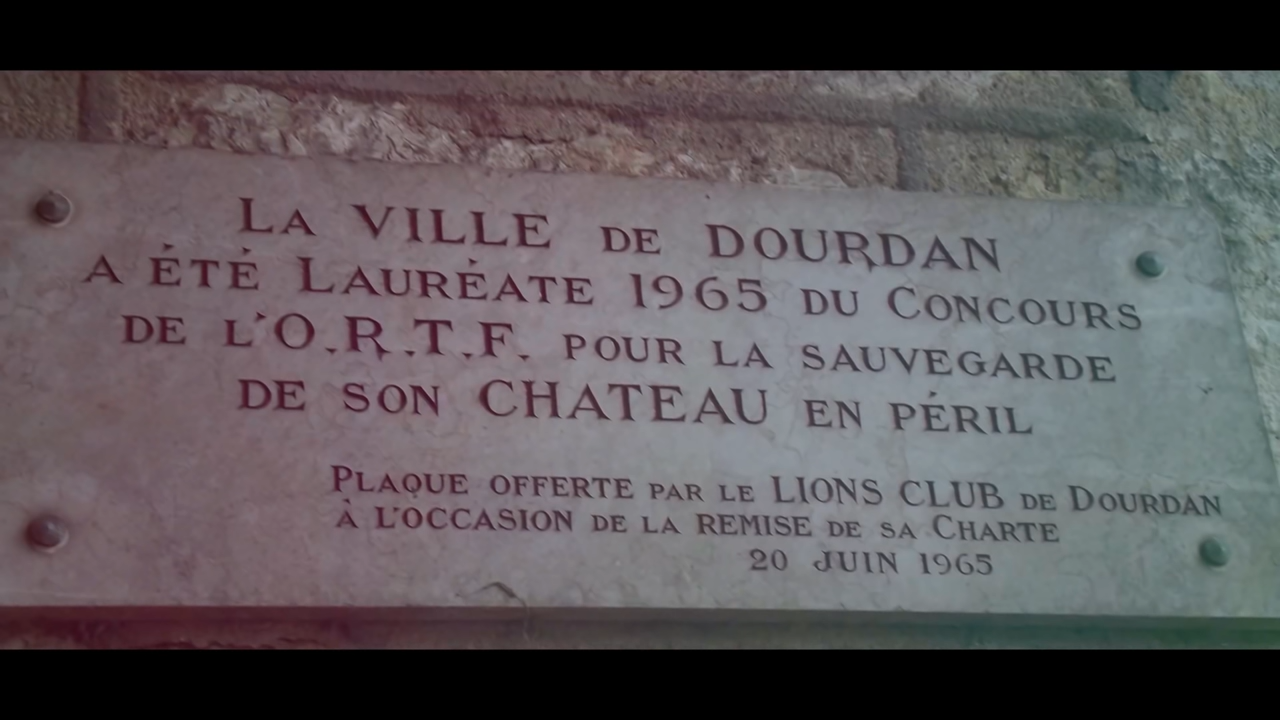 LA VILLE DE DOURDAN
A ÉTÉ LAURÉATE 1965 DU CONCOURS
DE L'O.R.T.F. POUR LA SAUVEGARDE
DE SON CHATEAU EN PÉRIL
PLAQUE OFFERTE PAR LE LIONS CLUB DE DOURDAN
À L'OCCASION DE LA REMISE DE SA CHARTE
20 JUIN 1965